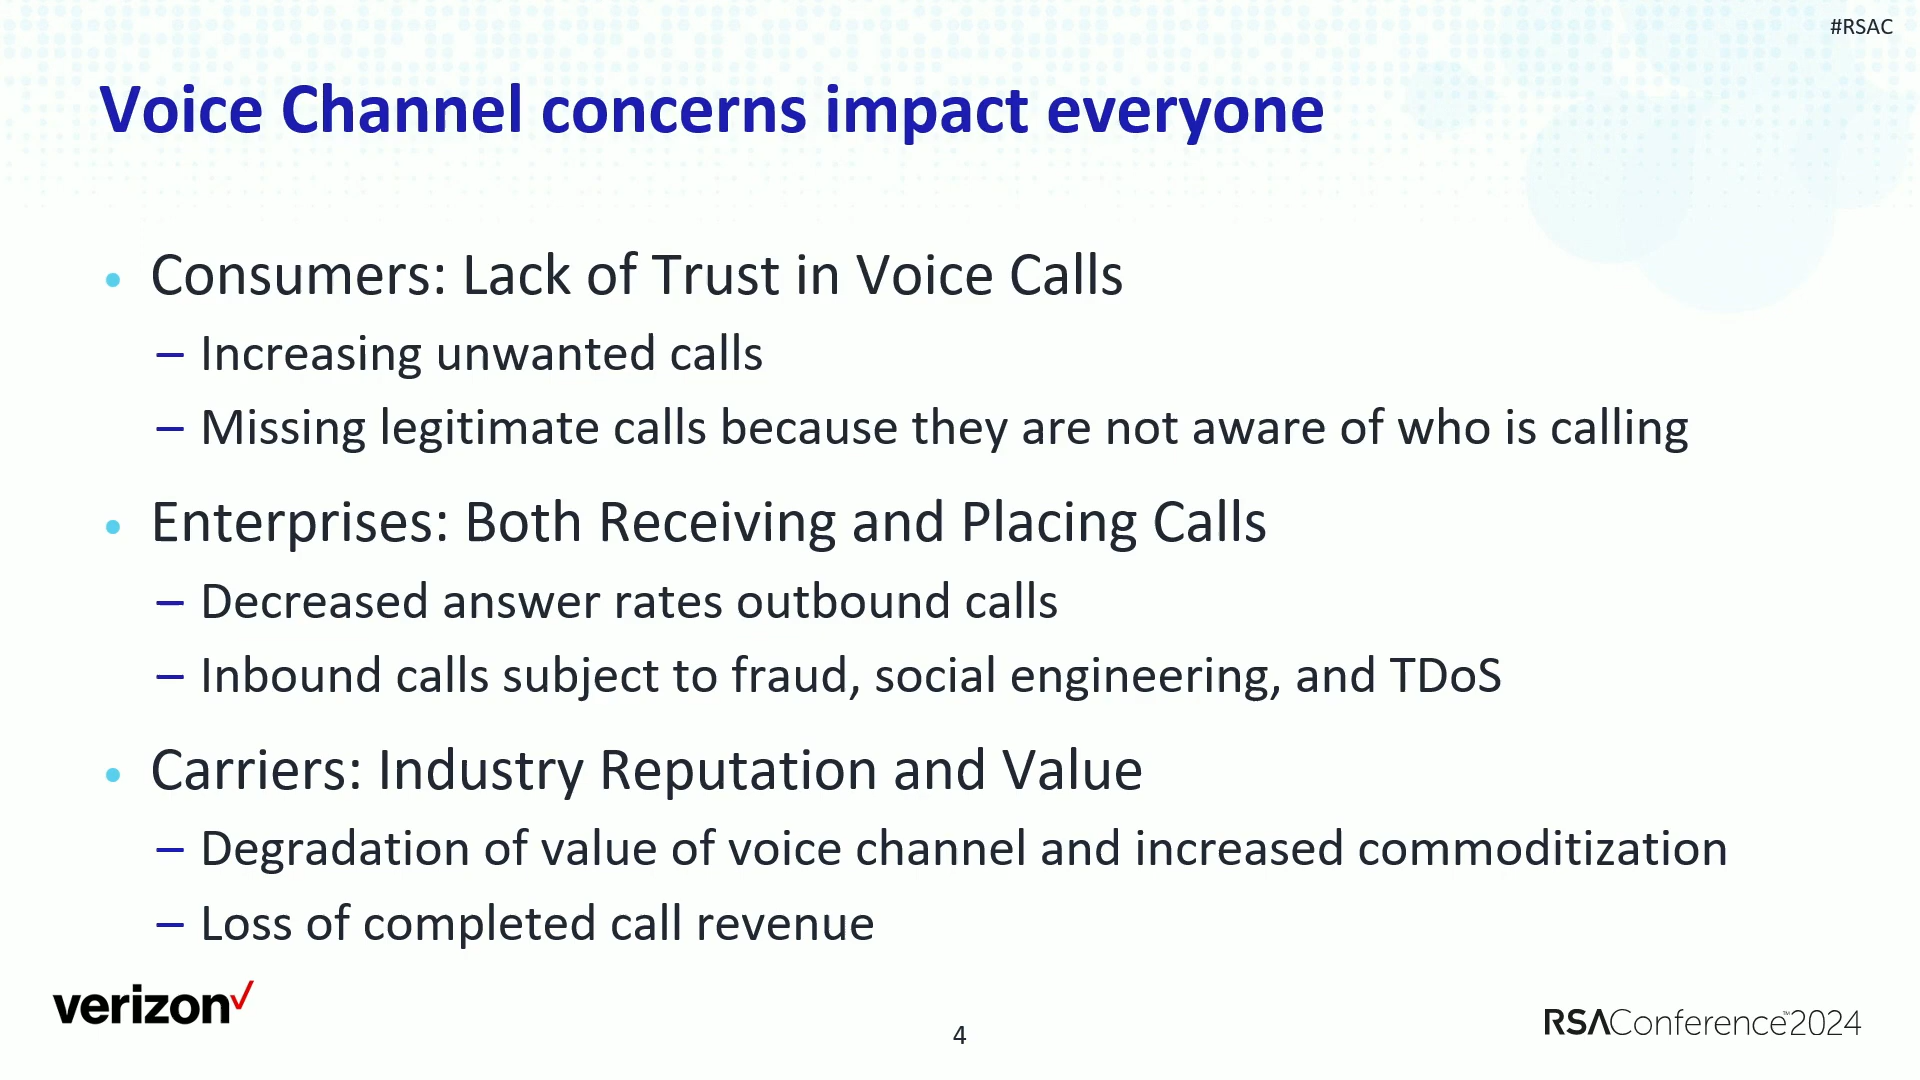 #RSAC
Voice Channel concerns impact everyone
• Consumers: Lack of Trust in Voice Calls
– Increasing unwanted calls
– Missing legitimate calls because they are not aware of who is calling
• Enterprises: Both Receiving and Placing Calls
– Decreased answer rates outbound calls
– Inbound calls subject to fraud, social engineering, and TDoS
• Carriers: Industry Reputation and Value
– Degradation of value of voice channel and increased commoditization
– Loss of completed call revenue
verizon✓
4
RSAConference™2024